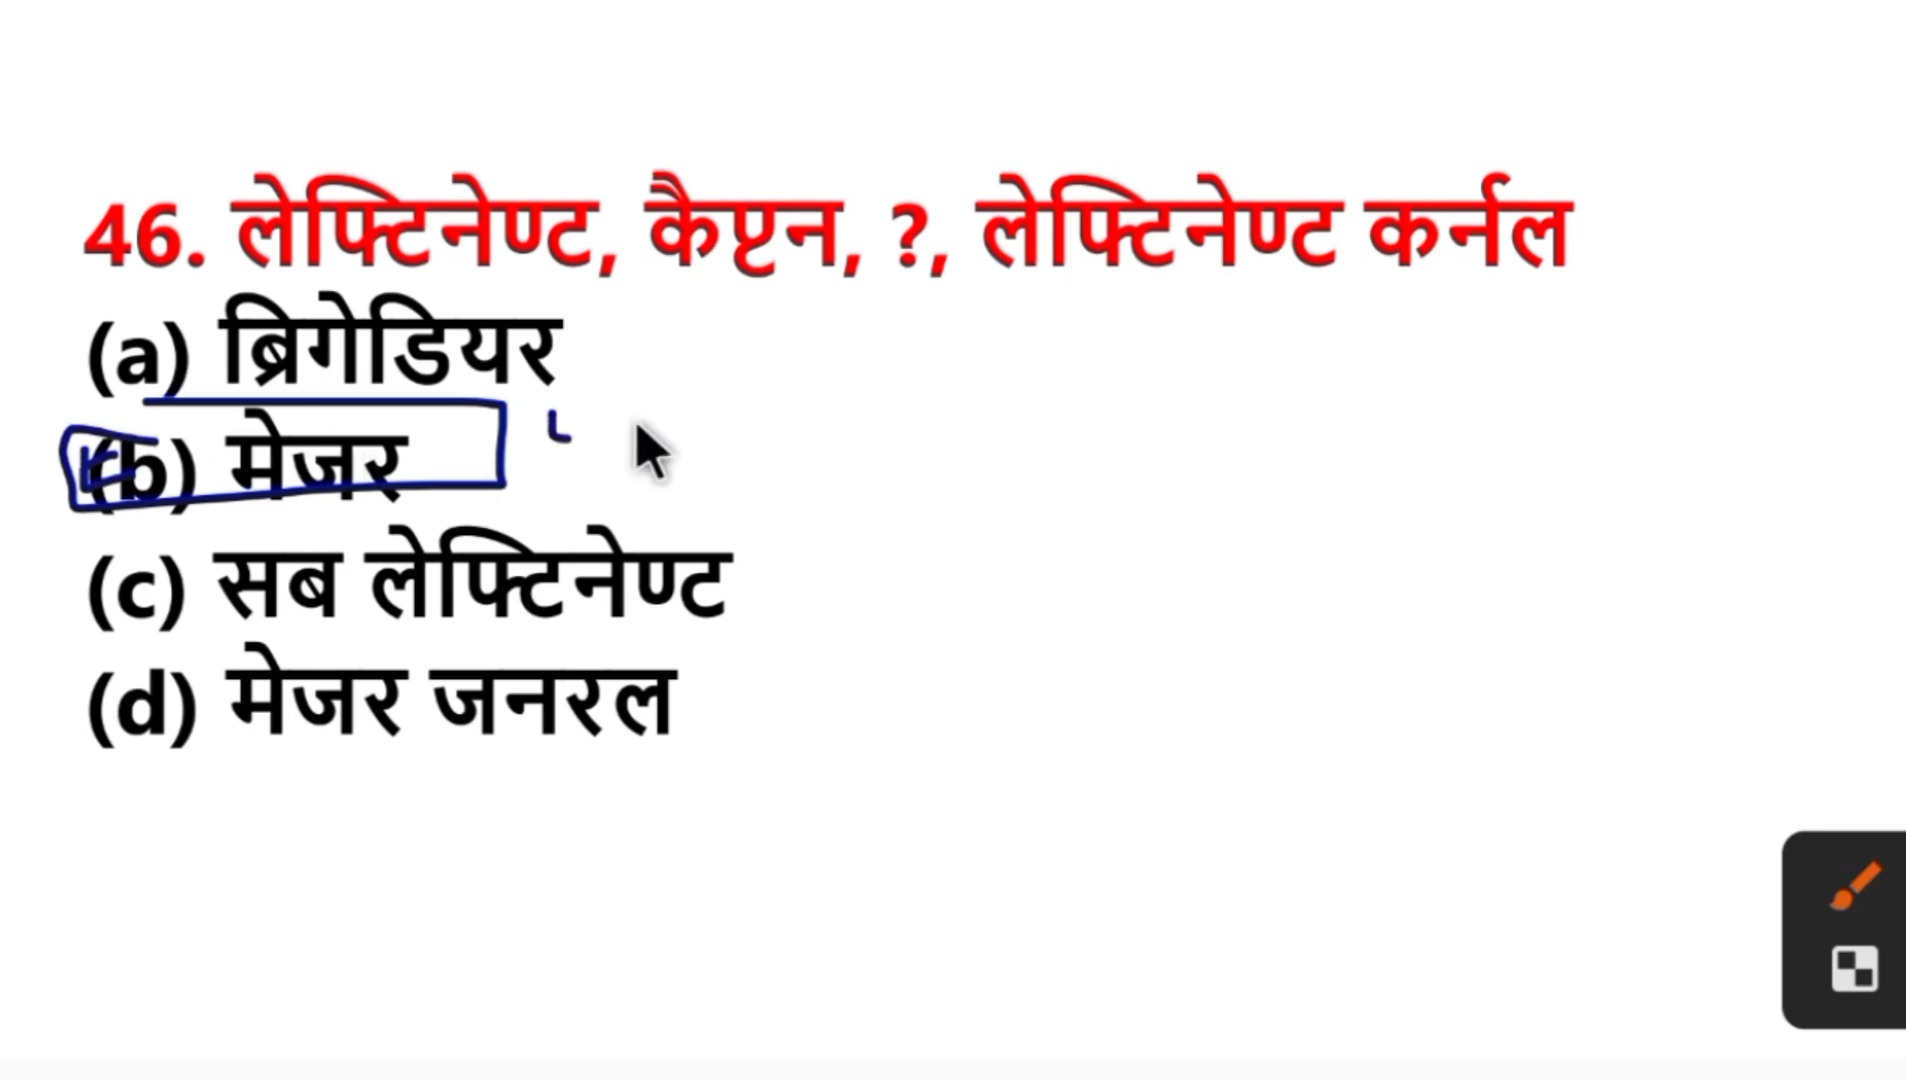 46. लेफ्टिनेण्ट, कैप्टन, ?, लेफ्टिनेण्ट कर्नल
(a) ब्रिगेडियर
(b) मेजर
(c) सब लेफ्टिनेण्ट
(d) मेजर जनरल